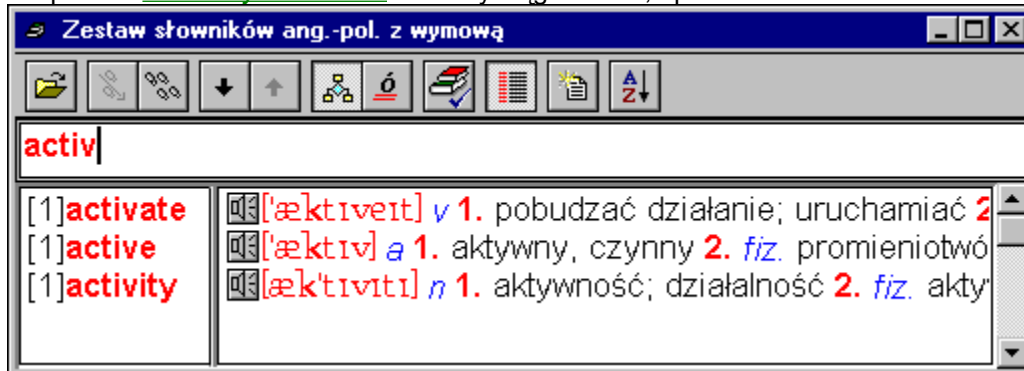 Zestaw słowników ang.-pol. z wymową
activ
[1]activate ['æktɪveɪt] v 1. pobudzać działanie; uruchamiać 2
[1]active ['æktɪv] a 1. aktywny, czynny 2. fiz. promieniotwó
[1]activity [æk'tɪvɪtɪ] n 1. aktywność; działalność 2. fiz. akty